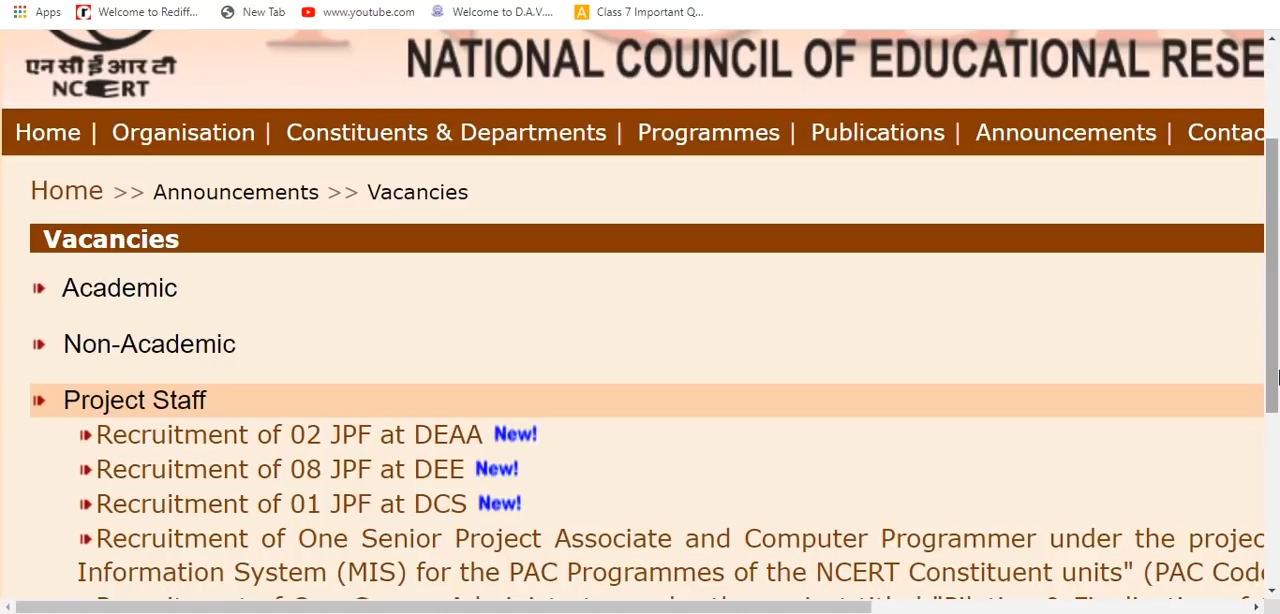 Apps Welcome to Rediff... New Tab www.youtube.com Welcome to D.A.V.... Class 7 Important Q...
एन सी ई आर टी
NCERT
NATIONAL COUNCIL OF EDUCATIONAL RESE
Home | Organisation | Constituents & Departments | Programmes | Publications | Announcements | Contac
Home >> Announcements >> Vacancies
Vacancies
Academic
Non-Academic
Project Staff
Recruitment of 02 JPF at DEAA New!
Recruitment of 08 JPF at DEE New!
Recruitment of 01 JPF at DCS New!
Recruitment of One Senior Project Associate and Computer Programmer under the projec
Information System (MIS) for the PAC Programmes of the NCERT Constituent units" (PAC Code